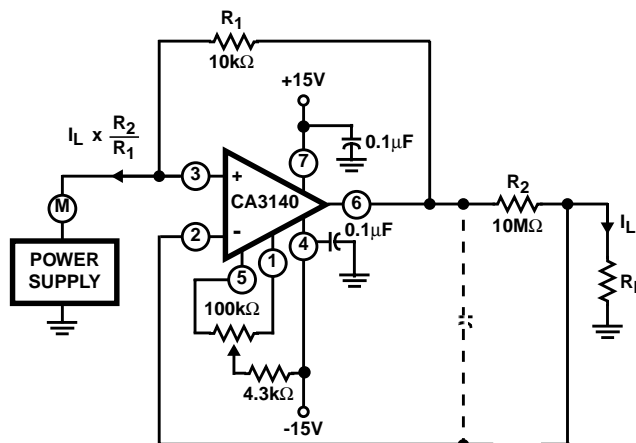 R1
10kΩ
+15V
0.1μF
IL x R2
R1
7
3
+
CA3140
6
R2
10MΩ
IL
M
2
-
0.1μF
4
1
5
POWER
SUPPLY
100kΩ
4.3kΩ
-15V